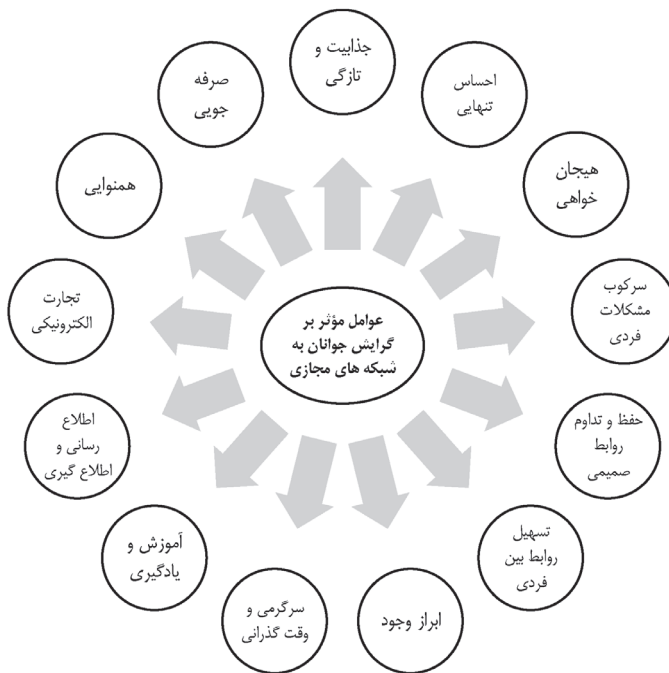 جذابیت و
تازگی
احساس
تنهایی
هیجان
خواهی
سرکوب
مشکلات
فردی
حفظ و تداوم
روابط
صمیمی
تسهیل
روابط بین
فردی
ابراز وجود
سرگرمی و
وقت گذرانی
آموزش و
یادگیری
اطلاع
رسانی و
اطلاع گیری
تجارت
الکترونیکی
همنوایی
صرفه
جویی
عوامل مؤثر بر
گرایش جوانان به
شبکه های مجازی